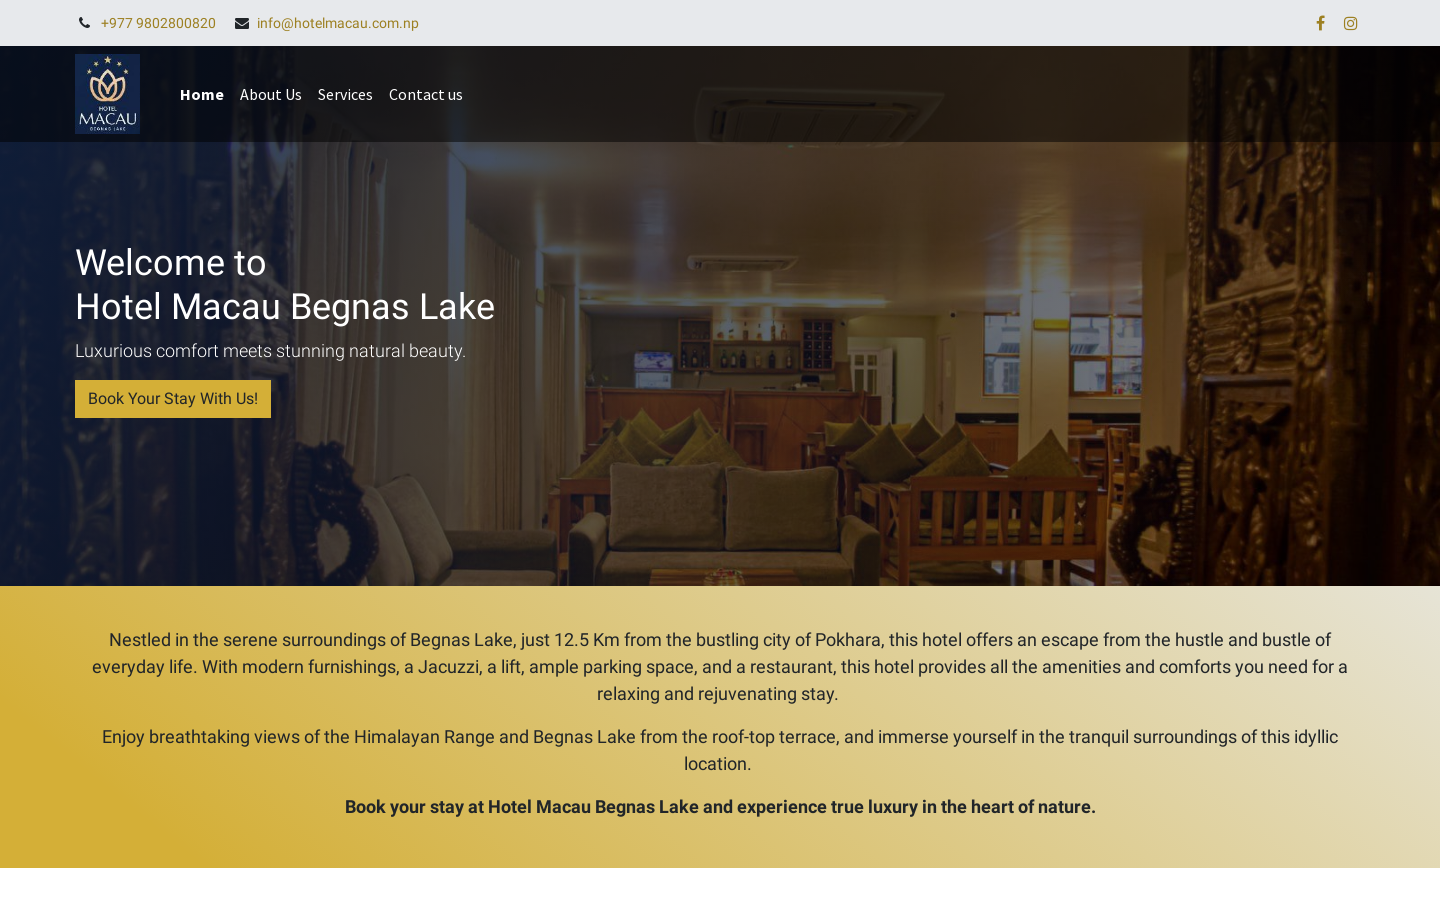 +977 9802800820 info@hotelmacau.com.np
HOTEL
MACAU
BEGNAS LAKE
Home About Us Services Contact us
Welcome to
Hotel Macau Begnas Lake
Luxurious comfort meets stunning natural beauty.
Book Your Stay With Us!
Nestled in the serene surroundings of Begnas Lake, just 12.5 Km from the bustling city of Pokhara, this hotel offers an escape from the hustle and bustle of
everyday life. With modern furnishings, a Jacuzzi, a lift, ample parking space, and a restaurant, this hotel provides all the amenities and comforts you need for a
relaxing and rejuvenating stay.
Enjoy breathtaking views of the Himalayan Range and Begnas Lake from the roof-top terrace, and immerse yourself in the tranquil surroundings of this idyllic
location.
Book your stay at Hotel Macau Begnas Lake and experience true luxury in the heart of nature.